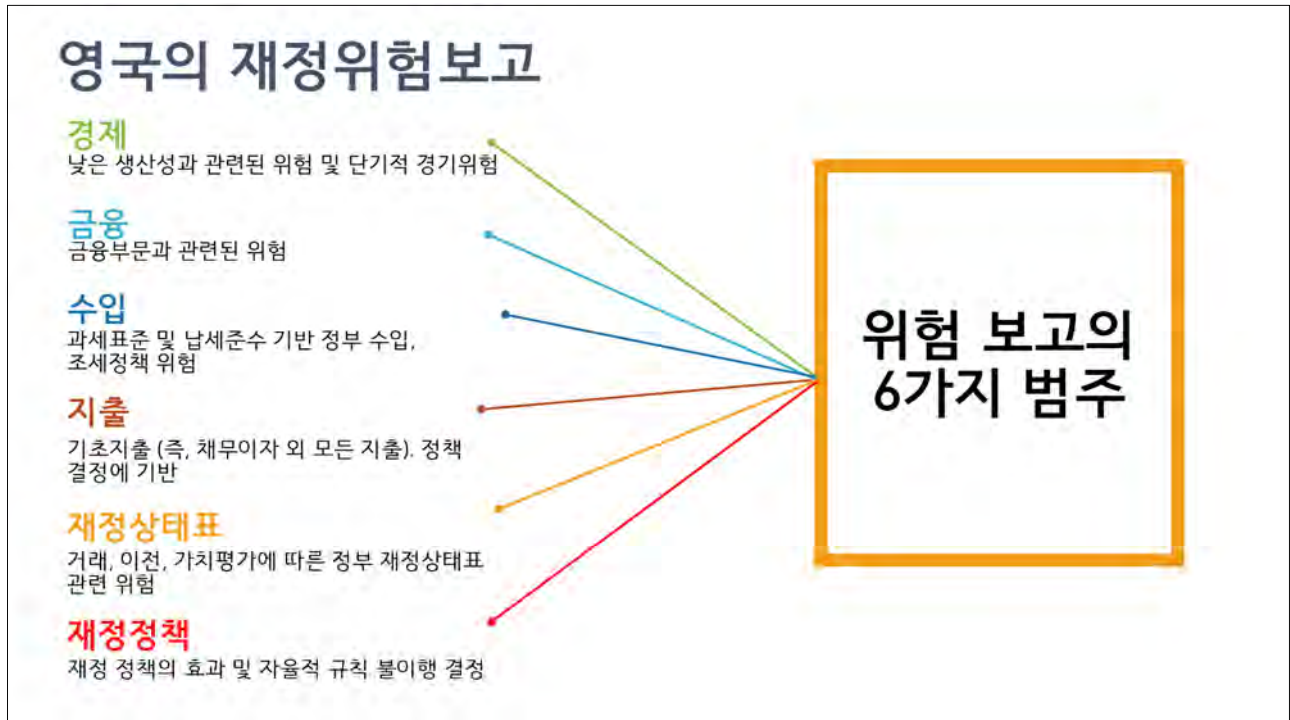 영국의 재정위험보고
경제
낮은 생산성과 관련된 위험 및 단기적 경기위험
금융
금융부문과 관련된 위험
수입
과세표준 및 납세준수 기반 정부 수입,
조세정책 위험
지출
기초지출 (즉, 채무이자 외 모든 지출). 정책
결정에 기반
재정상태표
거래, 이전, 가치평가에 따른 정부 재정상태표
관련 위험
재정정책
재정 정책의 효과 및 자율적 규칙 불이행 결정
위험 보고의
6가지 범주